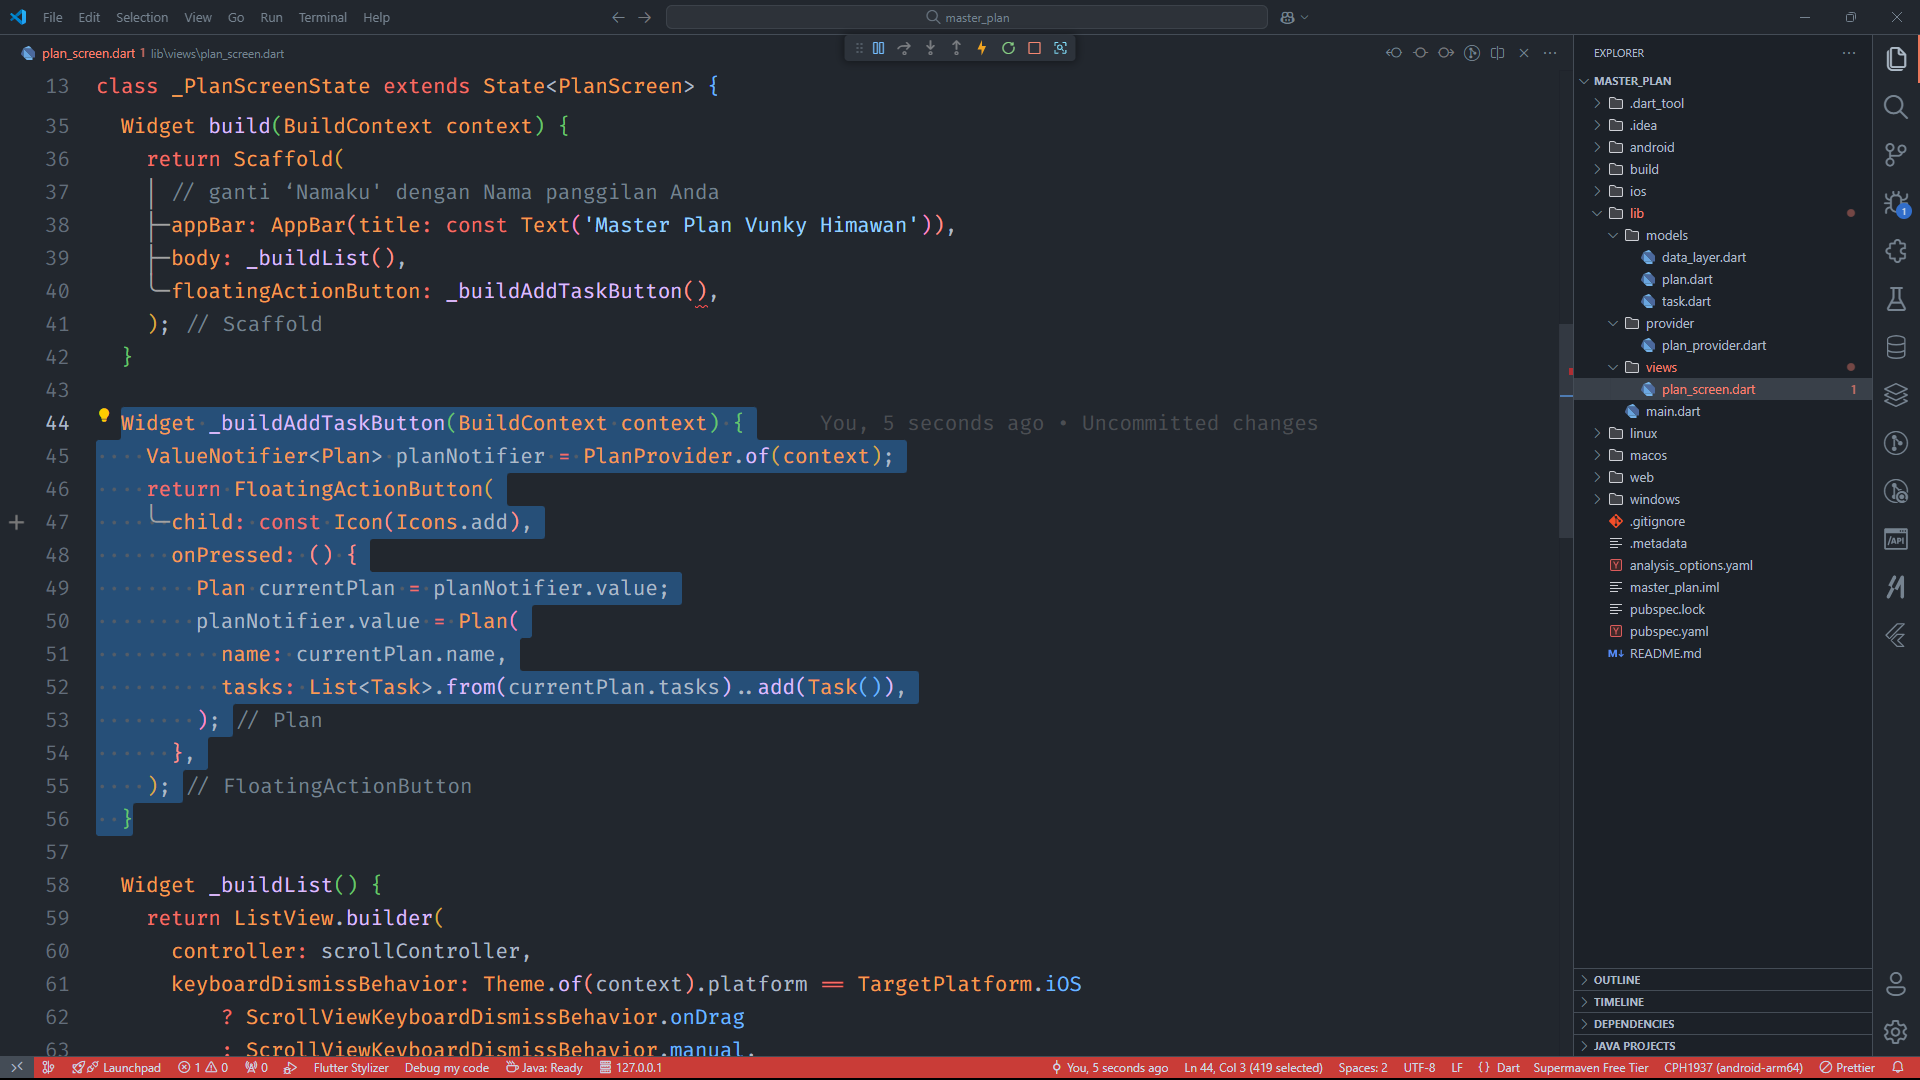 File Edit Selection View Go Run Terminal Help
master_plan
plan_screen.dart 1 lib\views\plan_screen.dart
13 class _PlanScreenState extends State<PlanScreen> {
35 Widget build(BuildContext context) {
36 return Scaffold(
37 // ganti ‘Namaku' dengan Nama panggilan Anda
38 appBar: AppBar(title: const Text('Master Plan Vunky Himawan')),
39 body: _buildList(),
40 floatingActionButton: _buildAddTaskButton(),
41 ); // Scaffold
42 }
43
44 Widget _buildAddTaskButton(BuildContext context) { You, 5 seconds ago • Uncommitted changes
45 ValueNotifier<Plan> planNotifier = PlanProvider.of(context);
46 return FloatingActionButton(
47 child: const Icon(Icons.add),
48 onPressed: () {
49 Plan currentPlan = planNotifier.value;
50 planNotifier.value = Plan(
51 name: currentPlan.name,
52 tasks: List<Task>.from(currentPlan.tasks)..add(Task()),
53 ); // Plan
54 },
55 ); // FloatingActionButton
56 }
57
58 Widget _buildList() {
59 return ListView.builder(
60 controller: scrollController,
61 keyboardDismissBehavior: Theme.of(context).platform == TargetPlatform.iOS
62 ? ScrollViewKeyboardDismissBehavior.onDrag
63 : ScrollViewKeyboardDismissBehavior.manual,
EXPLORER
MASTER_PLAN
.dart_tool
.idea
android
build
ios
lib
models
data_layer.dart
plan.dart
task.dart
provider
plan_provider.dart
views
plan_screen.dart 1
main.dart
linux
macos
web
windows
.gitignore
.metadata
analysis_options.yaml
master_plan.iml
pubspec.lock
pubspec.yaml
README.md
OUTLINE
TIMELINE
DEPENDENCIES
JAVA PROJECTS
1
/API
Launchpad 1 0 0 Flutter Stylizer Debug my code Java: Ready 127.0.0.1 You, 5 seconds ago Ln 44, Col 3 (419 selected) Spaces: 2 UTF-8 LF { } Dart Supermaven Free Tier CPH1937 (android-arm64) Prettier